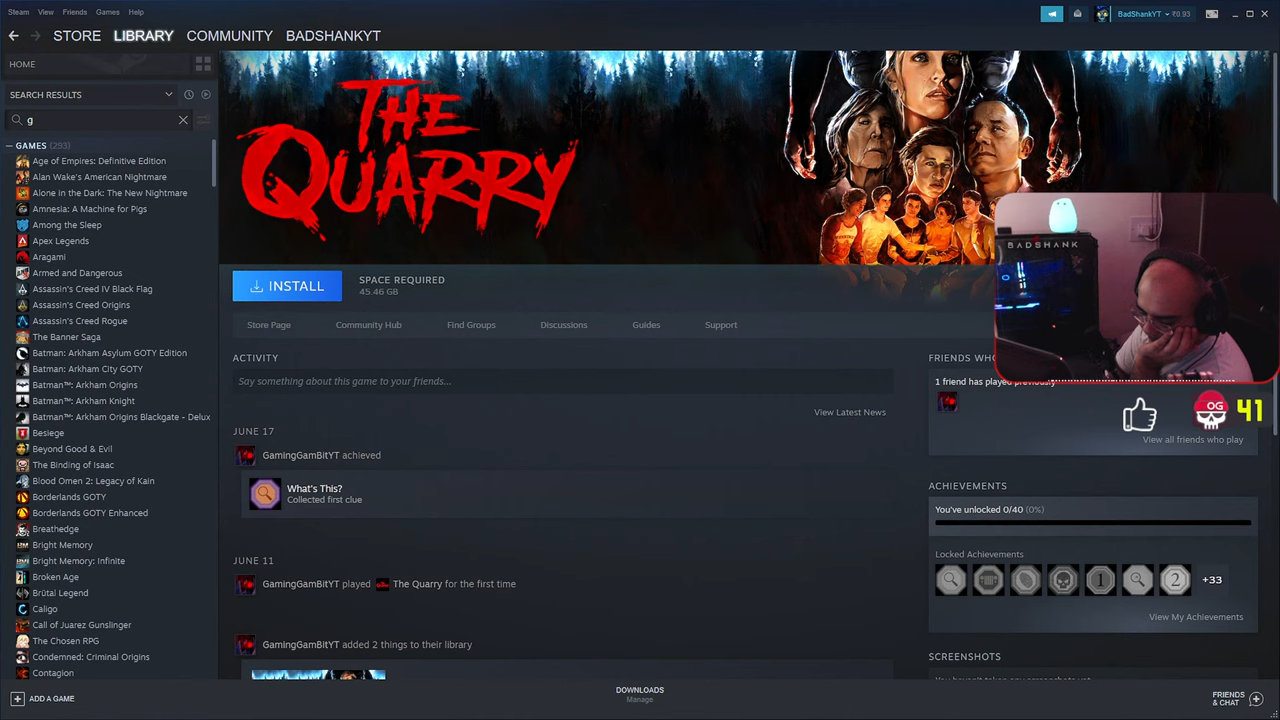 Steam View Friends Games Help
BadShankYT ₹0.93
STORE LIBRARY COMMUNITY BADSHANKYT
HOME
SEARCH RESULTS
g
GAMES (293)
Age of Empires: Definitive Edition
Alan Wake's American Nightmare
Alone in the Dark: The New Nightmare
Amnesia: A Machine for Pigs
Among the Sleep
Apex Legends
Aragami
Armed and Dangerous
Assassin's Creed IV Black Flag
Assassin's Creed Origins
Assassin's Creed Rogue
The Banner Saga
Batman: Arkham Asylum GOTY Edition
Batman: Arkham City GOTY
Batman™: Arkham Origins
Batman™: Arkham Knight
Batman™: Arkham Origins Blackgate - Delux
Besiege
Beyond Good & Evil
The Binding of Isaac
Blood Omen 2: Legacy of Kain
Borderlands GOTY
Borderlands GOTY Enhanced
Breathedge
Bright Memory
Bright Memory: Infinite
Broken Age
Brütal Legend
Caligo
Call of Juarez Gunslinger
The Chosen RPG
Condemned: Criminal Origins
Contagion
ADD A GAME
THE
QUARRY
INSTALL
SPACE REQUIRED
45.46 GB
Store Page Community Hub Find Groups Discussions Guides Support
ACTIVITY
Say something about this game to your friends...
View Latest News
JUNE 17
GamingGamBitYT achieved
What's This?
Collected first clue
JUNE 11
GamingGamBitYT played The Quarry for the first time
GamingGamBitYT added 2 things to their library
BADSHANK
FRIENDS WHO
1 friend has played previously
OG 41
View all friends who play
ACHIEVEMENTS
You've unlocked 0/40 (0%)
Locked Achievements
1 2 +33
View My Achievements
SCREENSHOTS
DOWNLOADS
Manage
FRIENDS
& CHAT